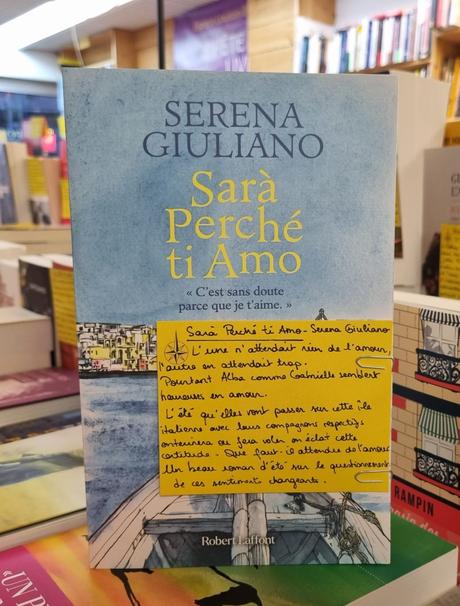 SERENA
GIULIANO
Sarà
Perché
ti Amo
« C'est sans doute
parce que je t'aime. »
Sarà Perché ti Amo - Serena Giuliano
L'une n'attendait rien de l'amour,
l'autre en attendait trop.
Pourtant Alba comme Gabrielle semblent
heureuses en amour.
L'été qu'elles vont passer sur cette île
italienne avec leurs compagnons respectifs
entérinera ou fera voler en éclat cette
certitude. Que faut-il attendre de l'amour
Un beau roman d'été sur le questionnement
de ces sentiments changeants.
Robert Laffont
RAMPIN